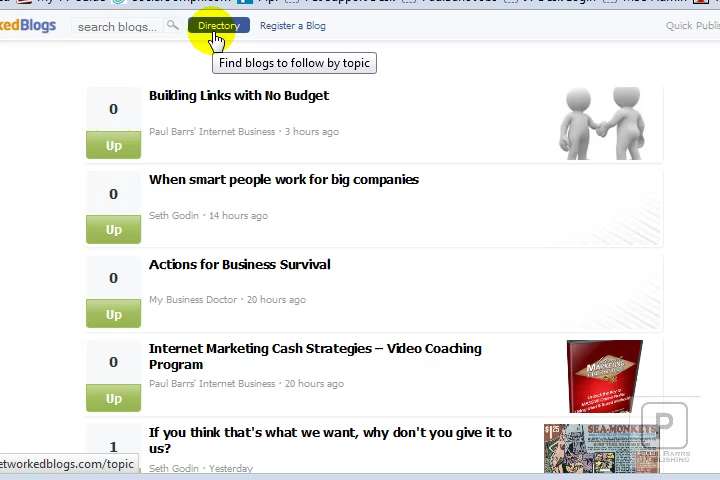 kedBlogs
search blogs...
Directory
Register a Blog
Quick Publi
Find blogs to follow by topic
0
Up
Building Links with No Budget
Paul Barrs' Internet Business · 3 hours ago
0
Up
When smart people work for big companies
Seth Godin · 14 hours ago
0
Up
Actions for Business Survival
My Business Doctor · 20 hours ago
0
Up
Internet Marketing Cash Strategies – Video Coaching
Program
Paul Barrs' Internet Business · 20 hours ago
1
If you think that's what we want, why don't you give it to
us?
Seth Godin · Yesterday
SEA-MONKEYS
P
PAUL BARRS
PUBLISHING
etworkedblogs.com/topic